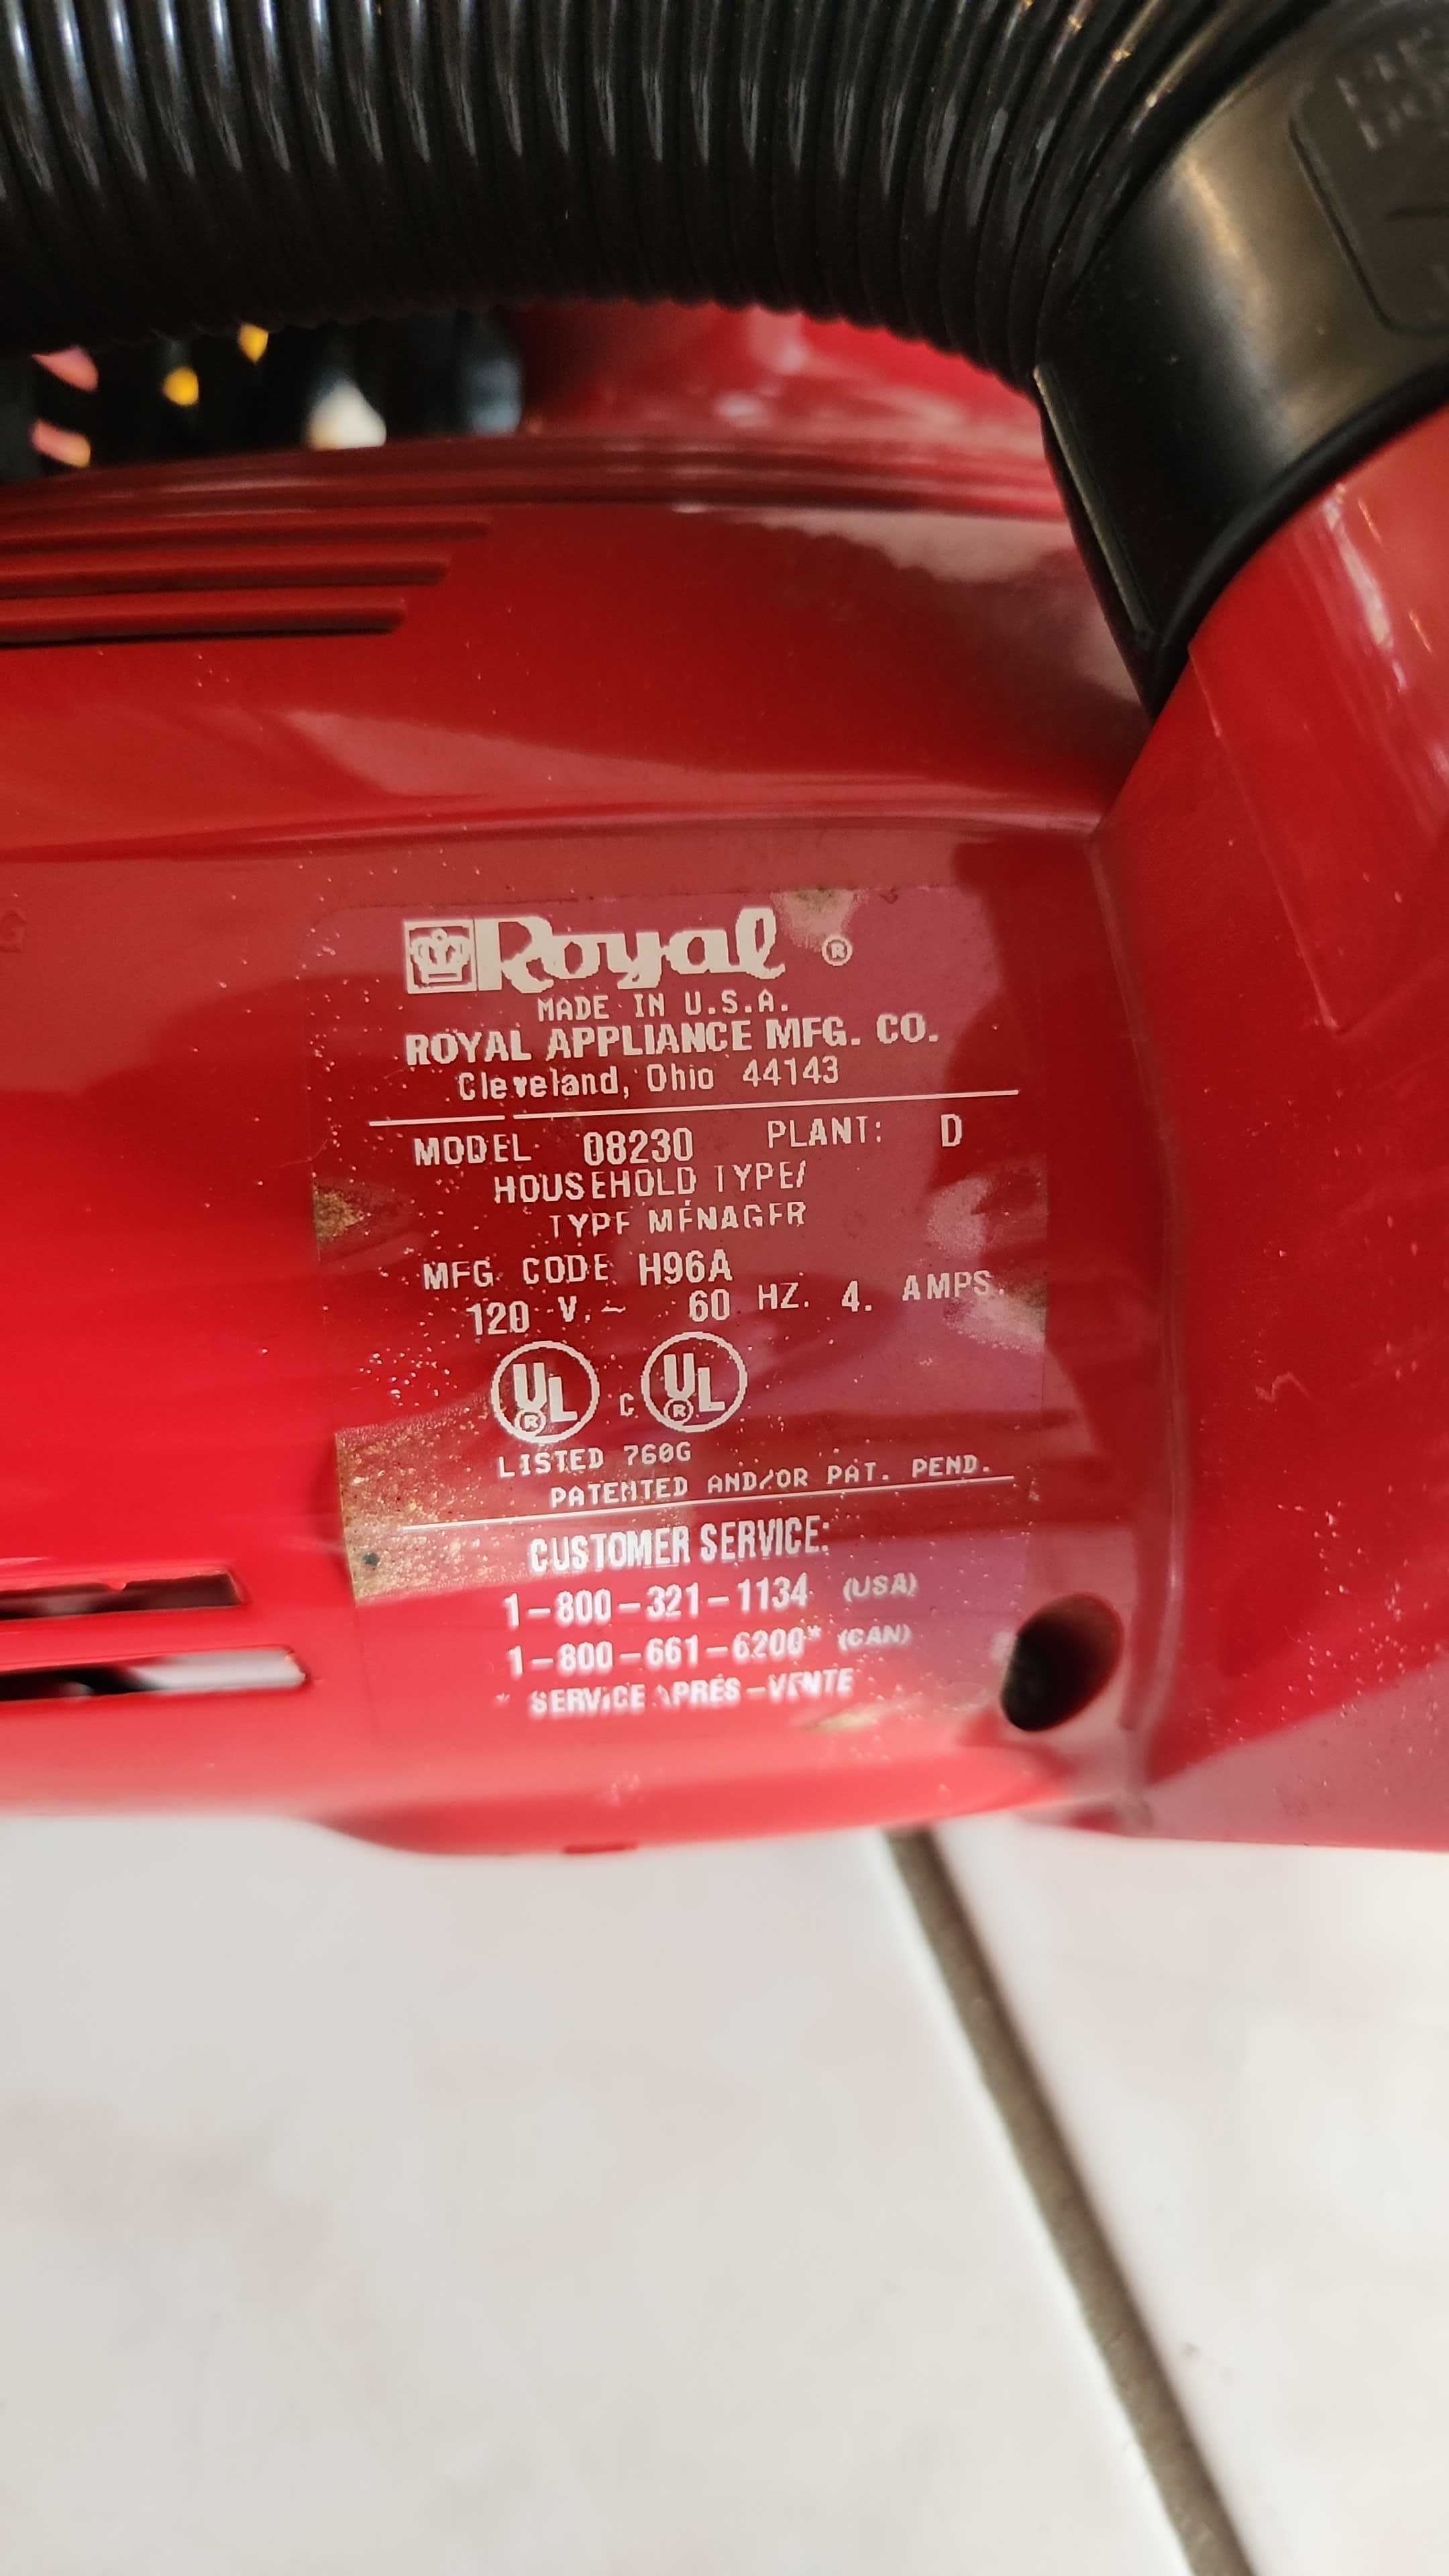 Royal ®
MADE IN U.S.A.
ROYAL APPLIANCE MFG. CO.
Cleveland, Ohio 44143
MODEL 08230 PLANT: D
HOUSEHOLD TYPE/
TYPE MENAGER
MFG CODE H96A
120 V. ~ 60 HZ. 4. AMPS.
UL ® C UL ®
LISTED 760G
PATENTED AND/OR PAT. PEND.
CUSTOMER SERVICE:
1-800-321-1134 (USA)
1-800-661-6200* (CAN)
* SERVICE APRÉS-VENTE